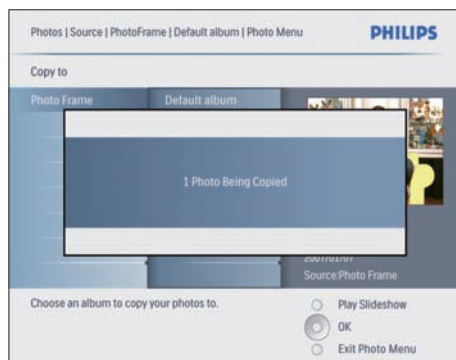 Photos | Source | PhotoFrame | Default album | Photo Menu
PHILIPS
Copy to
Photo Frame
Default album
1 Photo Being Copied
2007/01/07
Source:Photo Frame
Choose an album to copy your photos to.
Play Slideshow
OK
Exit Photo Menu